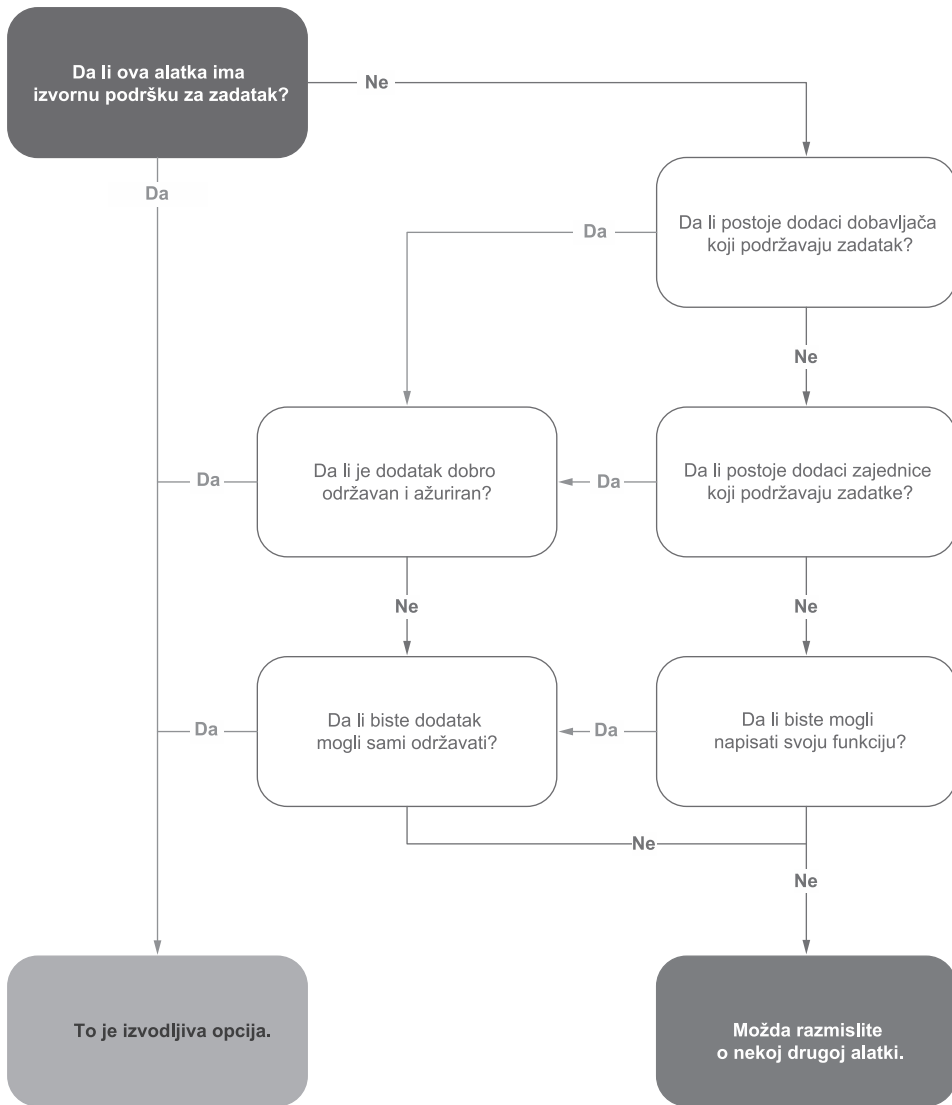 Da li ova alatka ima
izvornu podršku za zadatak?
Ne
Da
Da li postoje dodaci dobavljača
koji podržavaju zadatak?
Da
Ne
Da li je dodatak dobro
održavan i ažuriran?
Da li postoje dodaci zajednice
koji podržavaju zadatke?
Da
Da
Ne
Ne
Da li biste dodatak
mogli sami održavati?
Da li biste mogli
napisati svoju funkciju?
Da
Da
Ne
Ne
To je izvodljiva opcija.
Možda razmislite
o nekoj drugoj alatki.